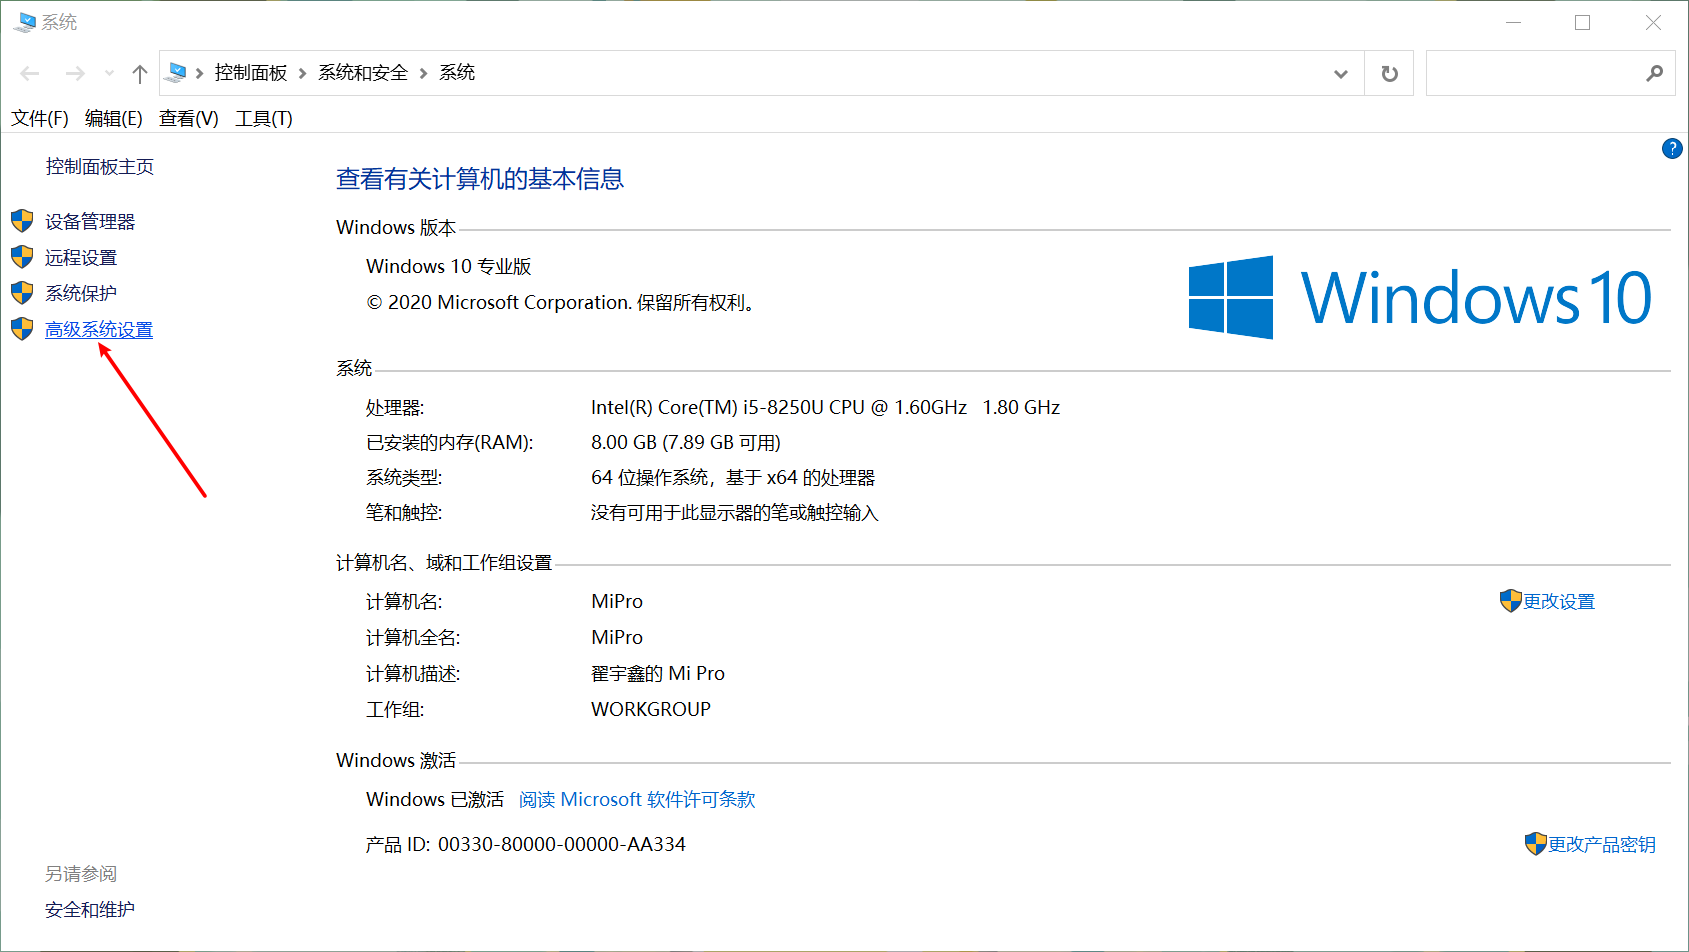 系统
控制面板 系统和安全 系统
文件(F) 编辑(E) 查看(V) 工具(T)
控制面板主页
设备管理器
远程设置
系统保护
高级系统设置
查看有关计算机的基本信息
Windows 版本
Windows 10 专业版
© 2020 Microsoft Corporation. 保留所有权利。
Windows 10
系统
处理器: Intel(R) Core(TM) i5-8250U CPU @ 1.60GHz 1.80 GHz
已安装的内存(RAM): 8.00 GB (7.89 GB 可用)
系统类型: 64 位操作系统，基于 x64 的处理器
笔和触控: 没有可用于此显示器的笔或触控输入
计算机名、域和工作组设置
计算机名: MiPro 更改设置
计算机全名: MiPro
计算机描述: 翟宇鑫的 Mi Pro
工作组: WORKGROUP
Windows 激活
Windows 已激活 阅读 Microsoft 软件许可条款
产品 ID: 00330-80000-00000-AA334 更改产品密钥
另请参阅
安全和维护